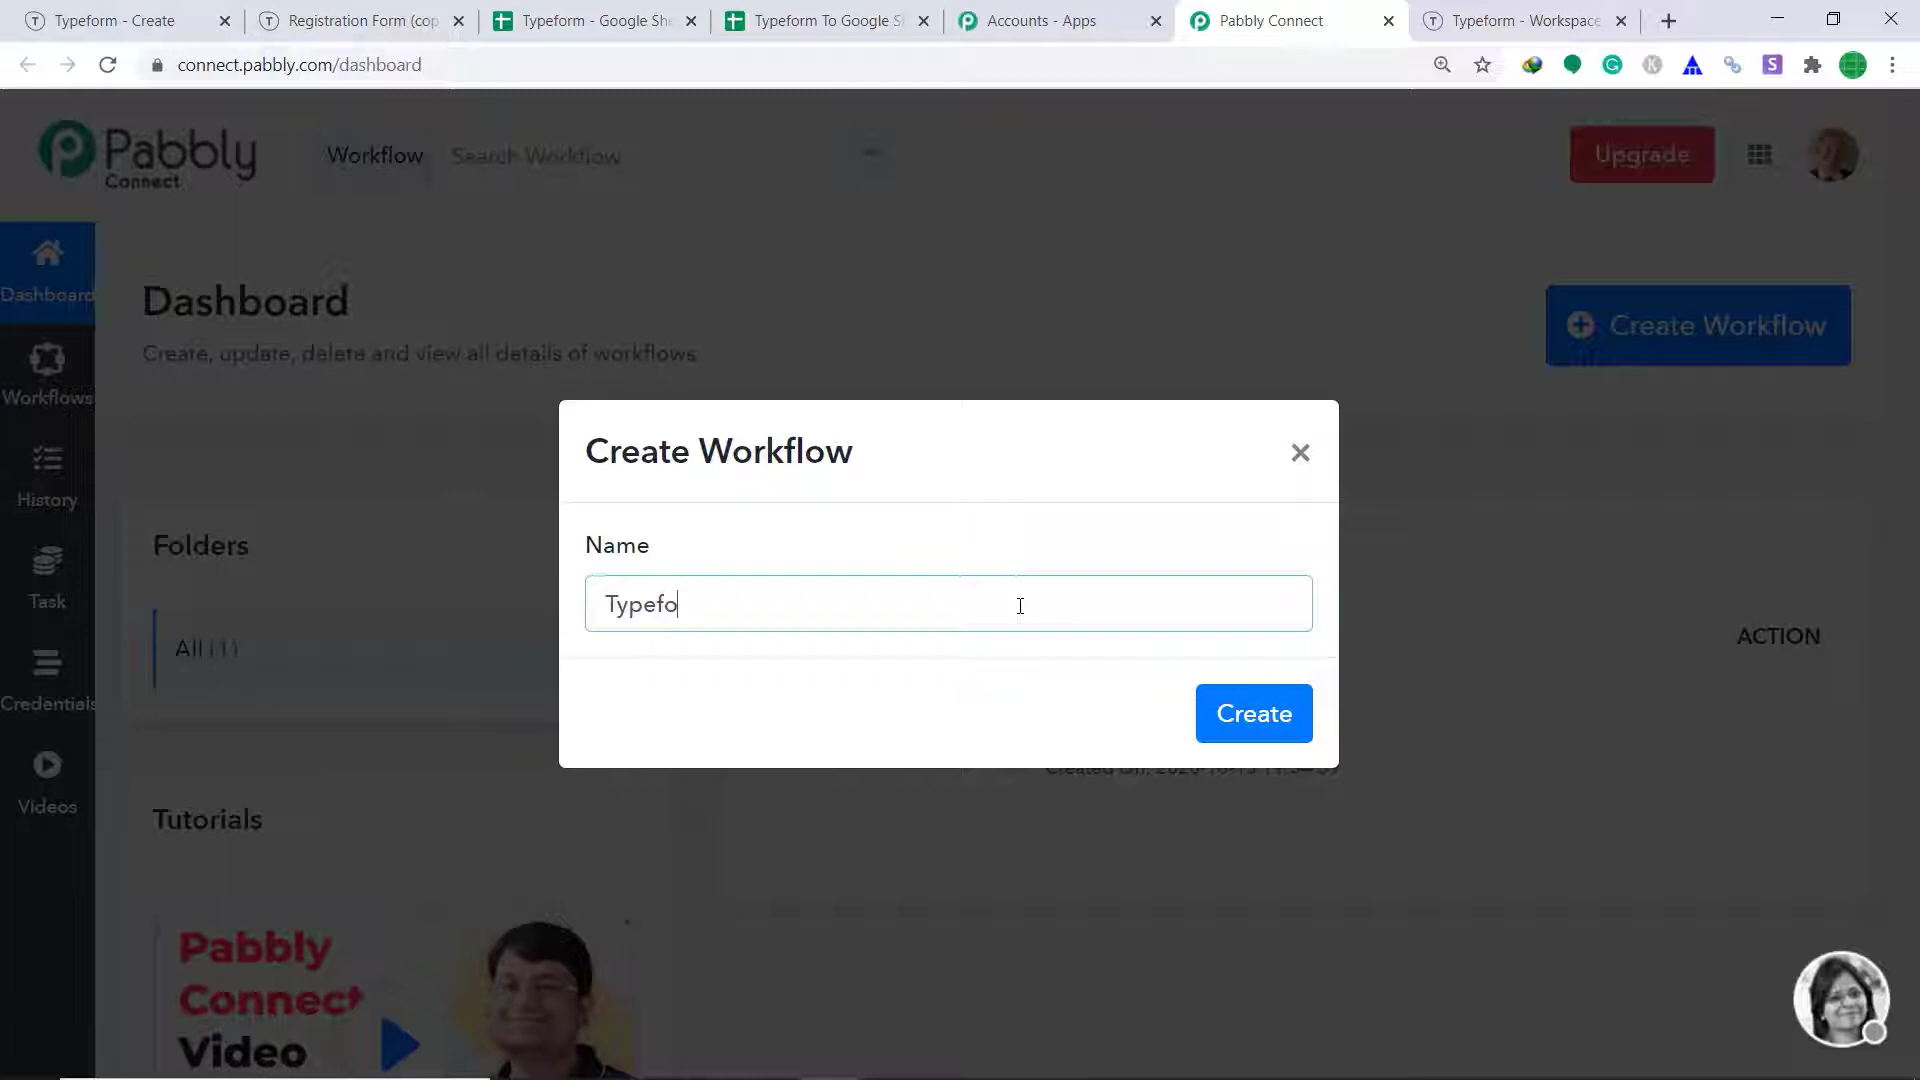 Typeform - Create
Registration Form (cop
Typeform - Google She
Typeform To Google S
Accounts - Apps
Pabbly Connect
Typeform - Workspace
connect.pabbly.com/dashboard
Pabbly
Connect
Workflow
Search Workflow
Upgrade
Dashboard
Workflows
History
Task
Credentials
Videos
Dashboard
Create, update, delete and view all details of workflows
Create Workflow
Create Workflow
Name
Typefo
Create
Folders
All (1)
ACTION
Tutorials
Pabbly
Connect
Video